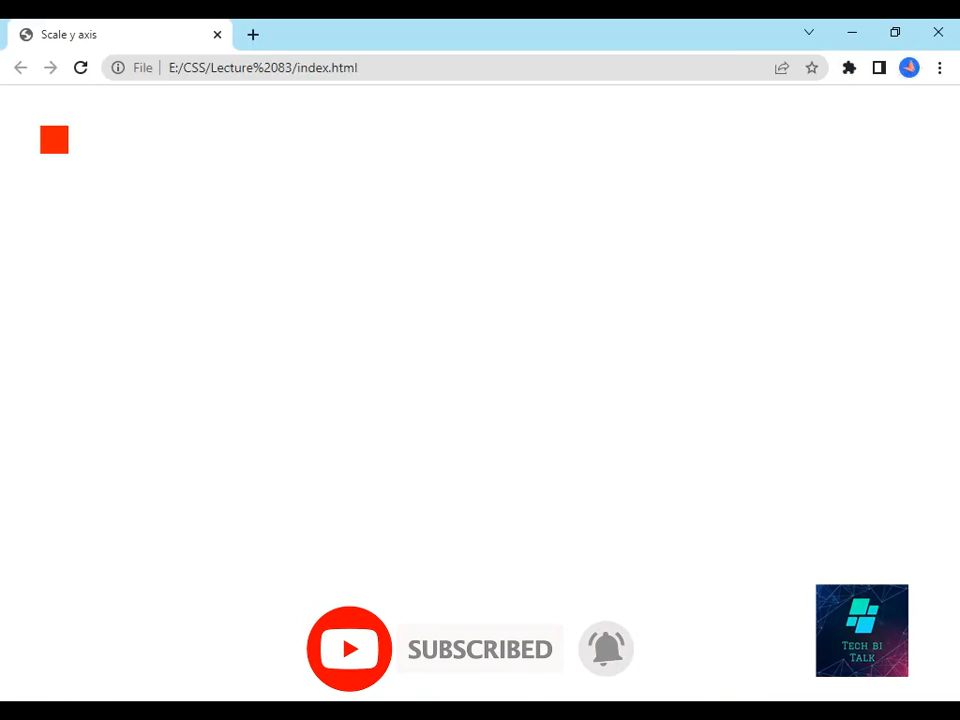 Scale y axis
File
E:/CSS/Lecture%2083/index.html
SUBSCRIBED
TECH BI
TALK